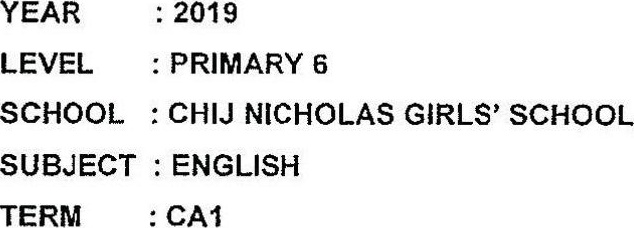 YEAR : 2019
LEVEL : PRIMARY 6
SCHOOL : CHIJ NICHOLAS GIRLS' SCHOOL
SUBJECT : ENGLISH
TERM : CA1